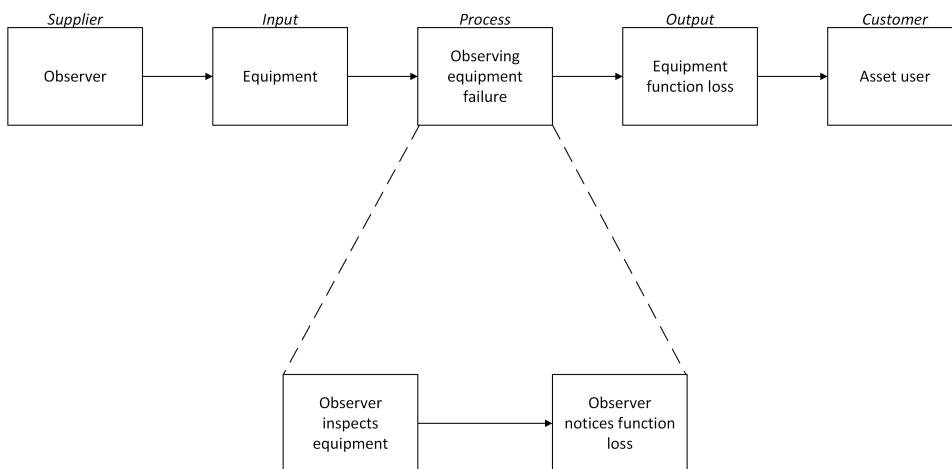 Supplier
Input
Process
Output
Customer
Observer
Equipment
Observing
equipment
failure
Equipment
function loss
Asset user
Observer
inspects
equipment
Observer
notices function
loss